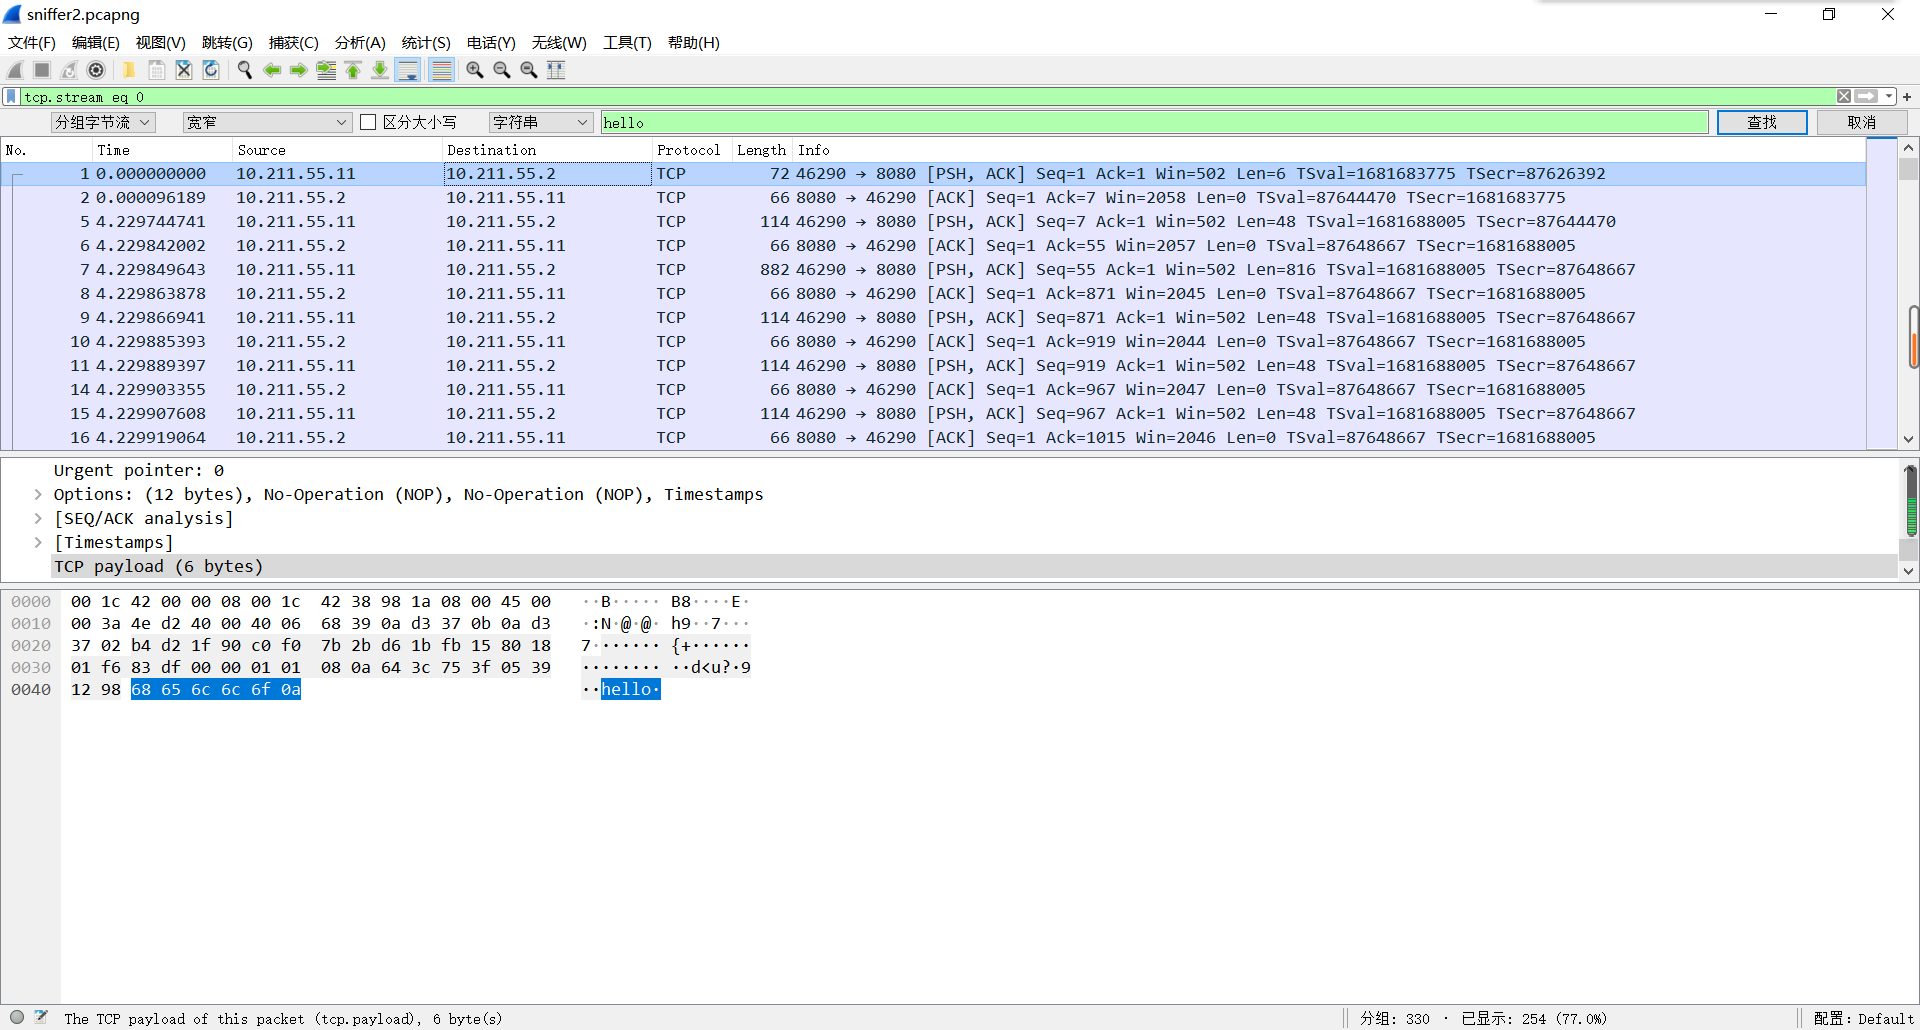 sniffer2.pcapng
文件(F) 编辑(E) 视图(V) 跳转(G) 捕获(C) 分析(A) 统计(S) 电话(Y) 无线(W) 工具(T) 帮助(H)
tcp.stream eq 0
分组字节流 宽窄 区分大小写 字符串 hello 查找 取消
No. Time Source Destination Protocol Length Info
1 0.000000000 10.211.55.11 10.211.55.2 TCP 72 46290 → 8080 [PSH, ACK] Seq=1 Ack=1 Win=502 Len=6 TSval=1681683775 TSecr=87626392
2 0.000096189 10.211.55.2 10.211.55.11 TCP 66 8080 → 46290 [ACK] Seq=1 Ack=7 Win=2058 Len=0 TSval=87644470 TSecr=1681683775
5 4.229744741 10.211.55.11 10.211.55.2 TCP 114 46290 → 8080 [PSH, ACK] Seq=7 Ack=1 Win=502 Len=48 TSval=1681688005 TSecr=87644470
6 4.229842002 10.211.55.2 10.211.55.11 TCP 66 8080 → 46290 [ACK] Seq=1 Ack=55 Win=2057 Len=0 TSval=87648667 TSecr=1681688005
7 4.229849643 10.211.55.11 10.211.55.2 TCP 882 46290 → 8080 [PSH, ACK] Seq=55 Ack=1 Win=502 Len=816 TSval=1681688005 TSecr=87648667
8 4.229863878 10.211.55.2 10.211.55.11 TCP 66 8080 → 46290 [ACK] Seq=1 Ack=871 Win=2045 Len=0 TSval=87648667 TSecr=1681688005
9 4.229866941 10.211.55.11 10.211.55.2 TCP 114 46290 → 8080 [PSH, ACK] Seq=871 Ack=1 Win=502 Len=48 TSval=1681688005 TSecr=87648667
10 4.229885393 10.211.55.2 10.211.55.11 TCP 66 8080 → 46290 [ACK] Seq=1 Ack=919 Win=2044 Len=0 TSval=87648667 TSecr=1681688005
11 4.229889397 10.211.55.11 10.211.55.2 TCP 114 46290 → 8080 [PSH, ACK] Seq=919 Ack=1 Win=502 Len=48 TSval=1681688005 TSecr=87648667
14 4.229903355 10.211.55.2 10.211.55.11 TCP 66 8080 → 46290 [ACK] Seq=1 Ack=967 Win=2047 Len=0 TSval=87648667 TSecr=1681688005
15 4.229907608 10.211.55.11 10.211.55.2 TCP 114 46290 → 8080 [PSH, ACK] Seq=967 Ack=1 Win=502 Len=48 TSval=1681688005 TSecr=87648667
16 4.229919064 10.211.55.2 10.211.55.11 TCP 66 8080 → 46290 [ACK] Seq=1 Ack=1015 Win=2046 Len=0 TSval=87648667 TSecr=1681688005
Urgent pointer: 0
Options: (12 bytes), No-Operation (NOP), No-Operation (NOP), Timestamps
[SEQ/ACK analysis]
[Timestamps]
TCP payload (6 bytes)
0000 00 1c 42 00 00 08 00 1c 42 38 98 1a 08 00 45 00 ··B····· B8····E·
0010 00 3a 4e d2 40 00 40 06 68 39 0a d3 37 0b 0a d3 ·:N·@·@· h9··7···
0020 37 02 b4 d2 1f 90 c0 f0 7b 2b d6 1b fb 15 80 18 7······· {+······
0030 01 f6 83 df 00 00 01 01 08 0a 64 3c 75 3f 05 39 ········ ··d<u?·9
0040 12 98 68 65 6c 6c 6f 0a ··hello·
The TCP payload of this packet (tcp.payload), 6 byte(s) 分组: 330 · 已显示: 254 (77.0%) 配置: Default